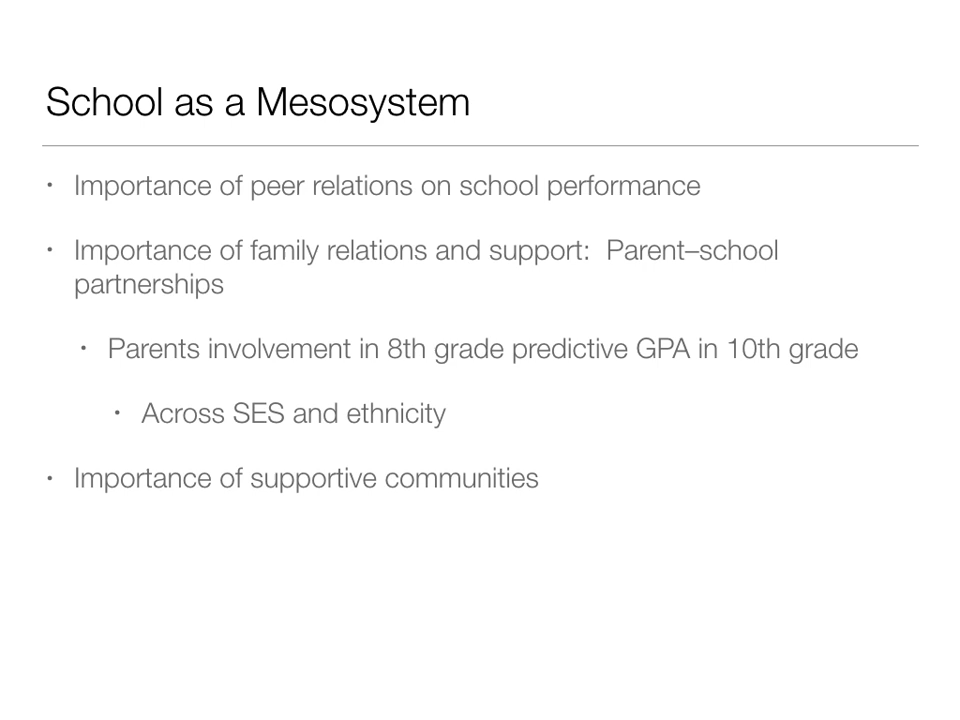 School as a Mesosystem
• Importance of peer relations on school performance
• Importance of family relations and support:  Parent–school
partnerships
• Parents involvement in 8th grade predictive GPA in 10th grade
• Across SES and ethnicity
• Importance of supportive communities